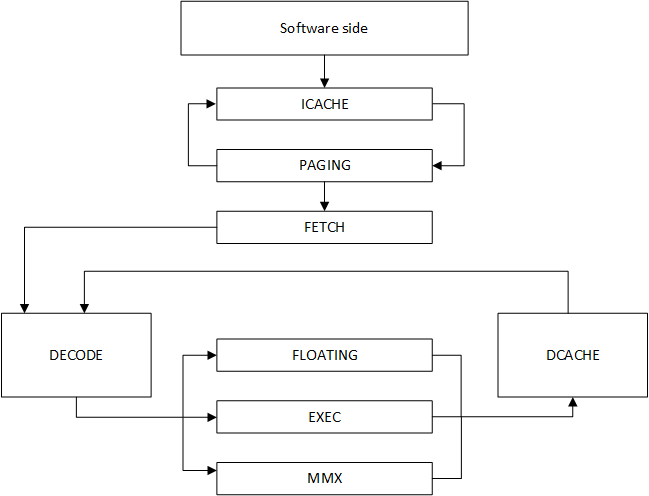 Software side
ICACHE
PAGING
FETCH
DECODE
FLOATING
DCACHE
EXEC
MMX